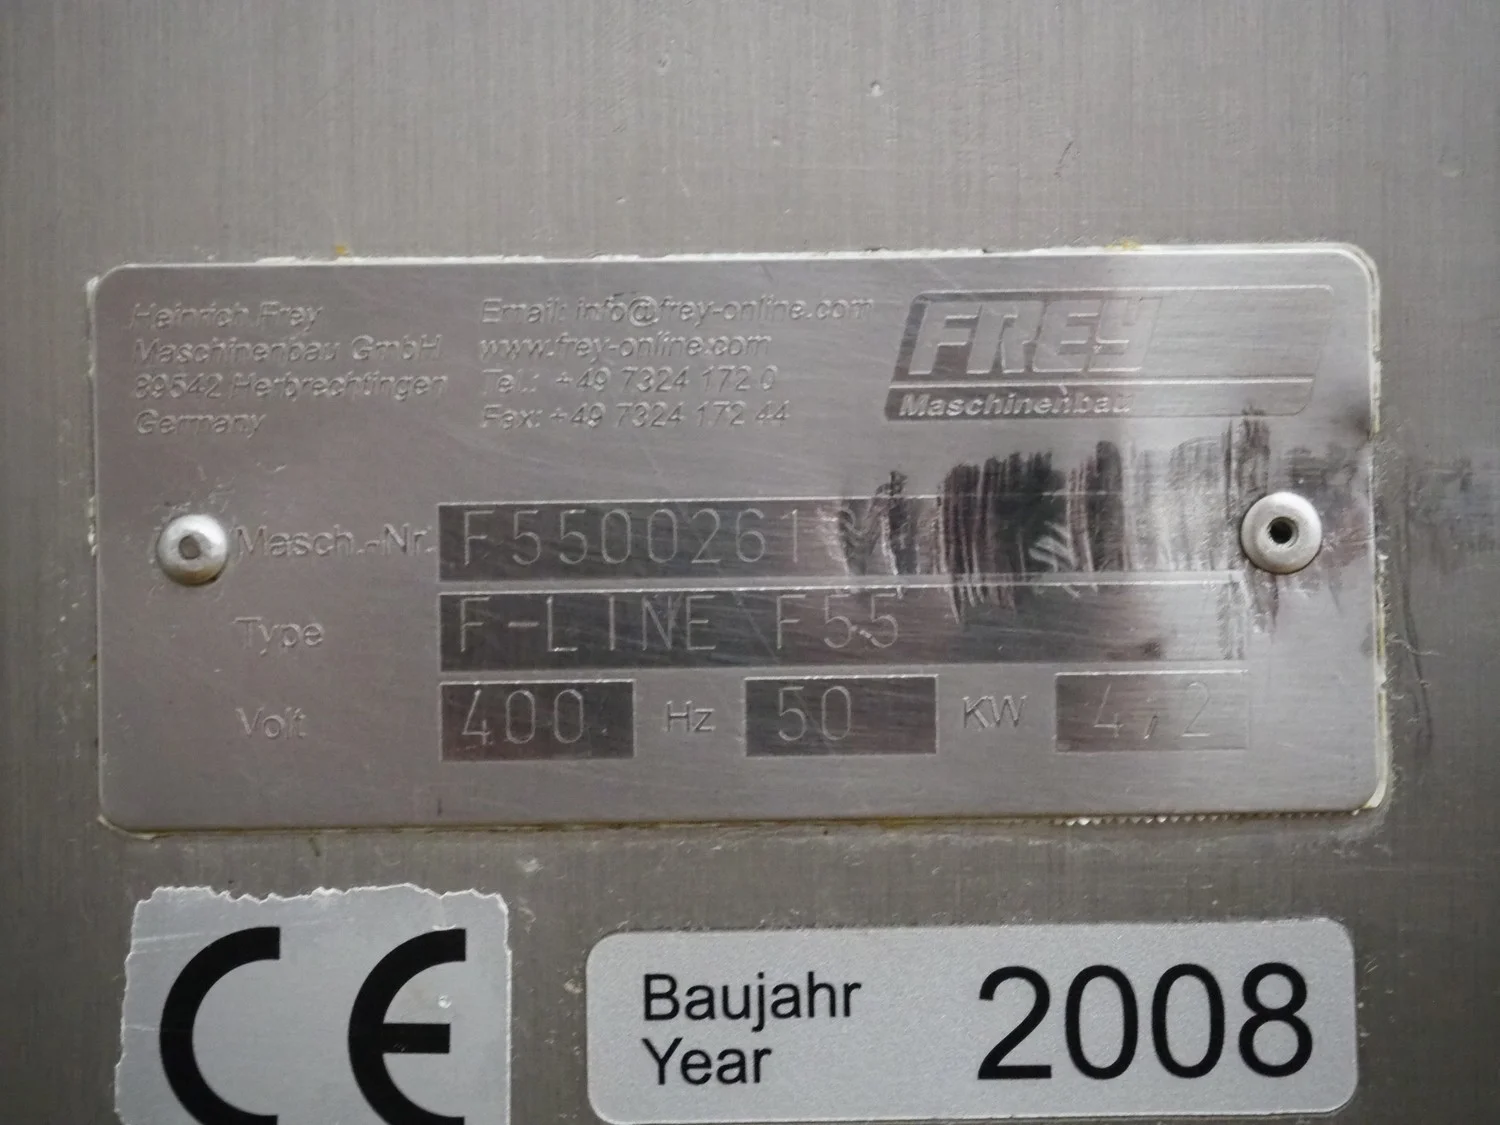 Heinrich Frey
Maschinenbau GmbH
89542 Herbrechtingen
Germany
Email: info@frey-online.com
www.frey-online.com
Tel.: +49 7324 172 0
Fax: +49 7324 172 44
FREY
Maschinenbau
Masch.-Nr.
Type F-LINE F55
Volt 400 Hz 50 KW 4,2
CE
Baujahr
Year
2008